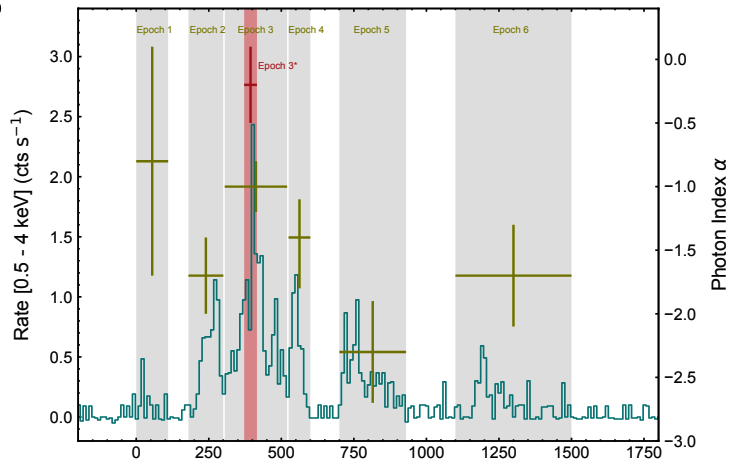 Epoch 1 Epoch 2 Epoch 3 Epoch 4 Epoch 5 Epoch 6
Epoch 3*
Rate [0.5 - 4 keV] (cts s⁻¹)
3.0
2.5
2.0
1.5
1.0
0.5
0.0
0.0
−0.5
−1.0
−1.5
−2.0
−2.5
−3.0
Photon Index α
0 250 500 750 1000 1250 1500 1750